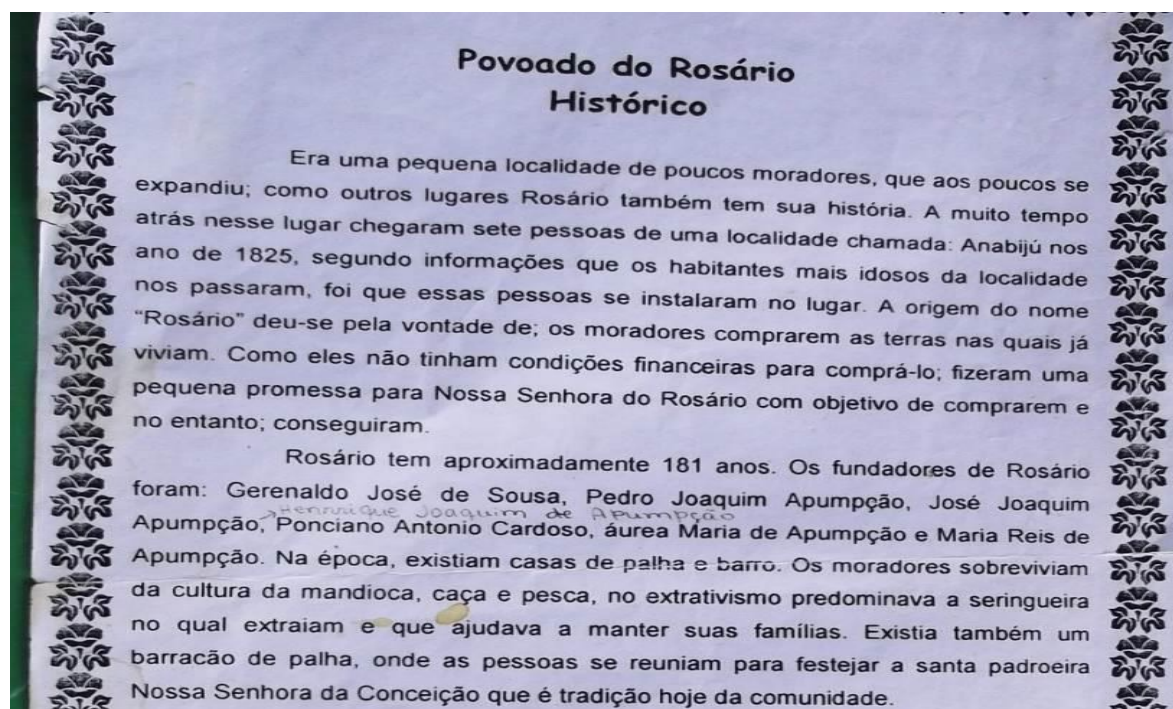 Povoado do Rosário
Histórico
Era uma pequena localidade de poucos moradores, que aos poucos se
expandiu; como outros lugares Rosário também tem sua história. A muito tempo
atrás nesse lugar chegaram sete pessoas de uma localidade chamada: Anabijú nos
ano de 1825, segundo informações que os habitantes mais idosos da localidade
nos passaram, foi que essas pessoas se instalaram no lugar. A origem do nome
"Rosário" deu-se pela vontade de; os moradores comprarem as terras nas quais já
viviam. Como eles não tinham condições financeiras para comprá-lo; fizeram uma
pequena promessa para Nossa Senhora do Rosário com objetivo de comprarem e
no entanto; conseguiram.
Rosário tem aproximadamente 181 anos. Os fundadores de Rosário
foram: Gerenaldo José de Sousa, Pedro Joaquim Apumpção, José Joaquim
→Henrrique Joaquim de Apumpção
Apumpção, Ponciano Antonio Cardoso, áurea Maria de Apumpção e Maria Reis de
Apumpção. Na época, existiam casas de palha e barro. Os moradores sobreviviam
da cultura da mandioca, caça e pesca, no extrativismo predominava a seringueira
no qual extraiam e que ajudava a manter suas famílias. Existia também um
barracão de palha, onde as pessoas se reuniam para festejar a santa padroeira
Nossa Senhora da Conceição que é tradição hoje da comunidade.